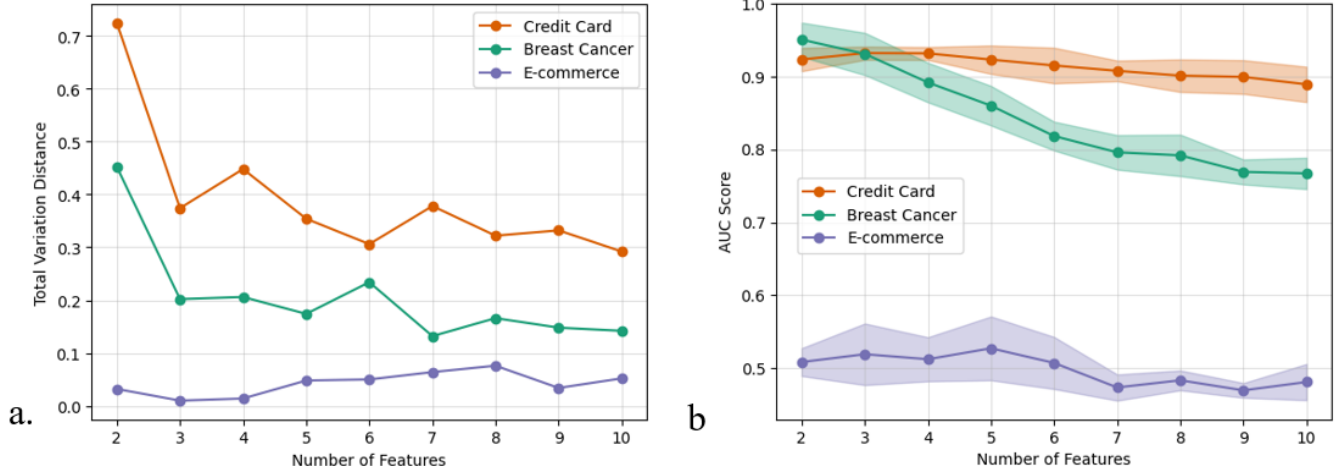 Credit Card
Breast Cancer
E-commerce
0.7
0.6
0.5
0.4
0.3
0.2
0.1
0.0
Total Variation Distance
2 3 4 5 6 7 8 9 10
Number of Features
a.
1.0
0.9
0.8
0.7
0.6
0.5
AUC Score
Credit Card
Breast Cancer
E-commerce
2 3 4 5 6 7 8 9 10
Number of Features
b